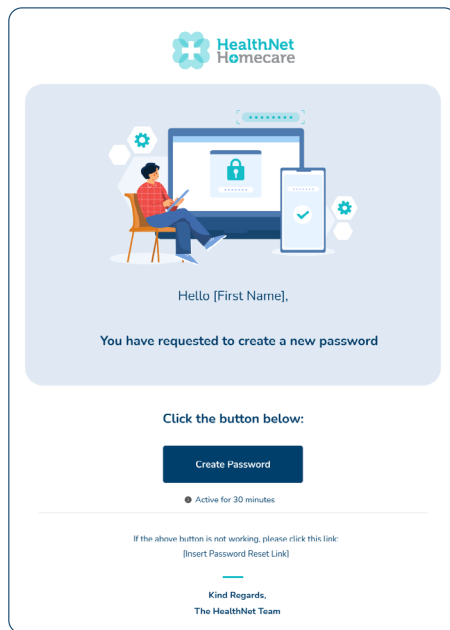 HealthNet
Homecare
Hello [First Name],
You have requested to create a new password
Click the button below:
Create Password
Active for 30 minutes
If the above button is not working, please click this link:
[Insert Password Reset Link]
Kind Regards,
The HealthNet Team